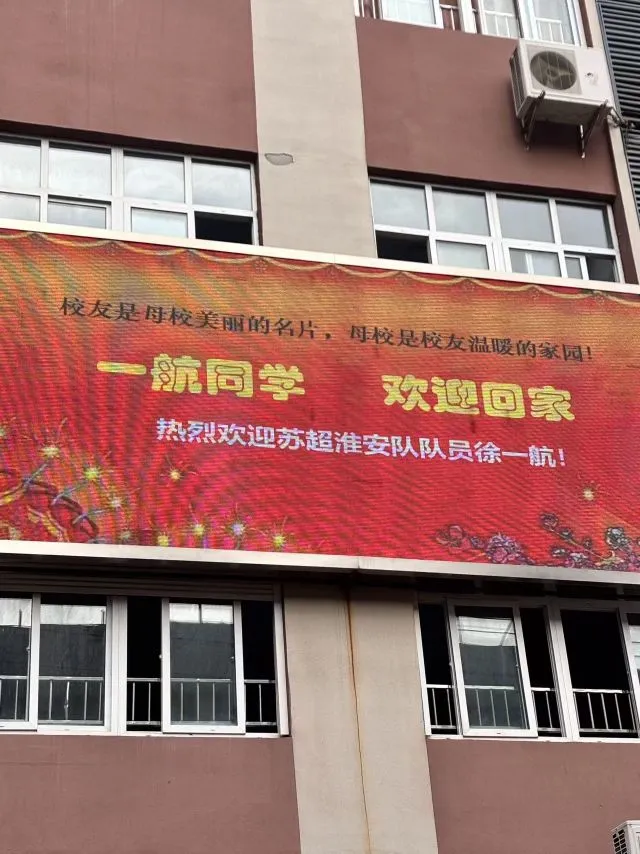 校友是母校美丽的名片，母校是校友温暖的家园！
一航同学 欢迎回家
热烈欢迎苏超淮安队队员徐一航！